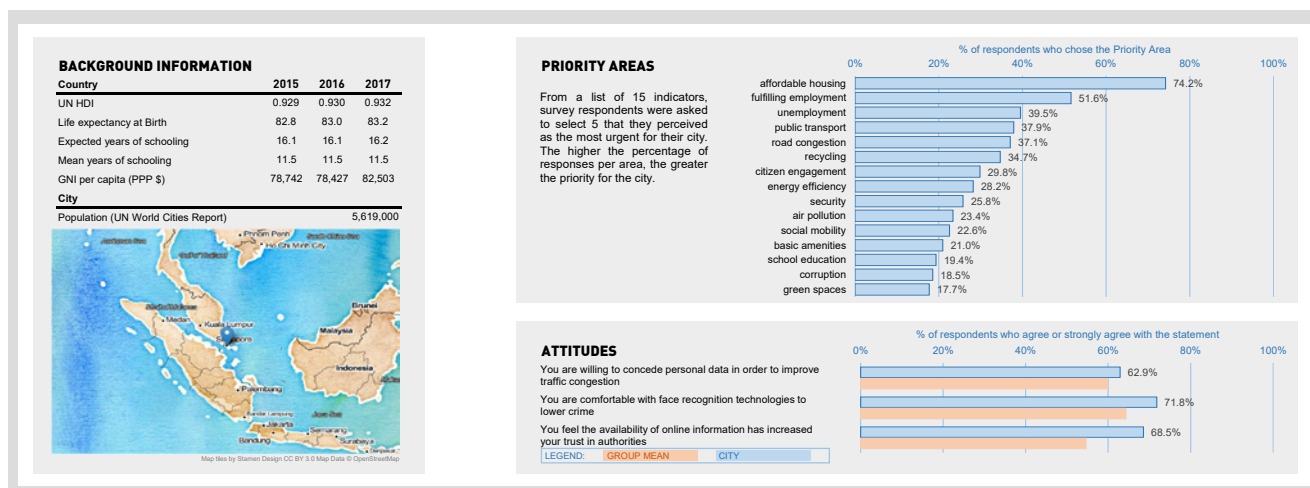 BACKGROUND INFORMATION
Country 2015 2016 2017
UN HDI 0.929 0.930 0.932
Life expectancy at Birth 82.8 83.0 83.2
Expected years of schooling 16.1 16.1 16.2
Mean years of schooling 11.5 11.5 11.5
GNI per capita (PPP $) 78,742 78,427 82,503
City
Population (UN World Cities Report) 5,619,000
Phnom Penh
Ho Chi Minh City
Medan
Kuala Lumpur
Singapore
Brunei
Malaysia
Indonesia
Palembang
Bandar Lampung
Java Sea
Jakarta
Semarang
Bandung
Surabaya
Map tiles by Stamen Design CC BY 3.0 Map Data © OpenStreetMap
PRIORITY AREAS
From a list of 15 indicators,
survey respondents were asked
to select 5 that they perceived
as the most urgent for their city.
The higher the percentage of
responses per area, the greater
the priority for the city.
% of respondents who chose the Priority Area
0% 20% 40% 60% 80% 100%
affordable housing 74.2%
fulfilling employment 51.6%
unemployment 39.5%
public transport 37.9%
road congestion 37.1%
recycling 34.7%
citizen engagement 29.8%
energy efficiency 28.2%
security 25.8%
air pollution 23.4%
social mobility 22.6%
basic amenities 21.0%
school education 19.4%
corruption 18.5%
green spaces 17.7%
ATTITUDES
% of respondents who agree or strongly agree with the statement
0% 20% 40% 60% 80% 100%
You are willing to concede personal data in order to improve
traffic congestion
62.9%
You are comfortable with face recognition technologies to
lower crime
71.8%
You feel the availability of online information has increased
your trust in authorities
68.5%
LEGEND: GROUP MEAN CITY